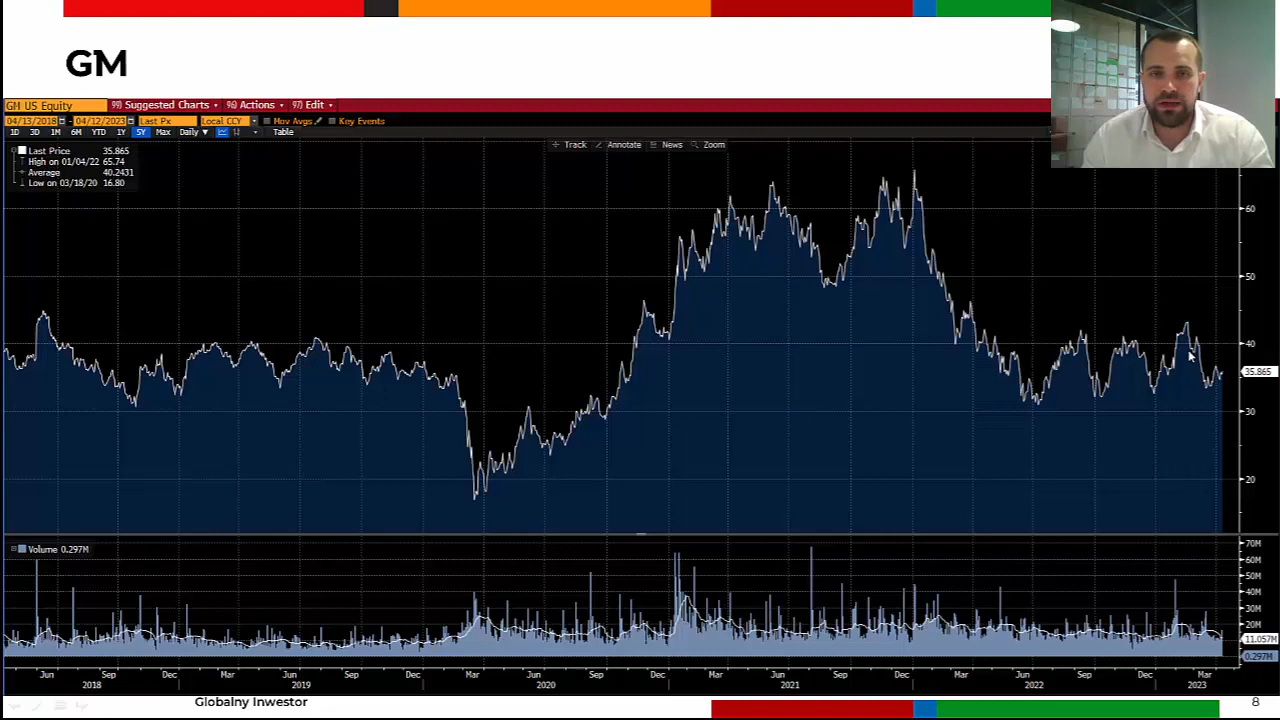 GM
GM US Equity 99) Suggested Charts 96) Actions 97) Edit
04/13/2018 - 04/12/2023 Last Px Local CCY Mov Avgs Key Events
1D 3D 1M 6M YTD 1Y 5Y Max Daily Table
Track Annotate News Zoom
Last Price 35.865
High on 01/04/22 65.74
Average 40.2431
Low on 03/18/20 16.80
60
50
40
35.865
30
20
Volume 0.297M
70M
60M
50M
40M
30M
20M
11.057M
0.297M
Jun Sep Dec Mar Jun Sep Dec Mar Jun Sep Dec Mar Jun Sep Dec Mar Jun Sep Dec Mar
2018 2019 2020 2021 2022 2023
Globalny Inwestor
8